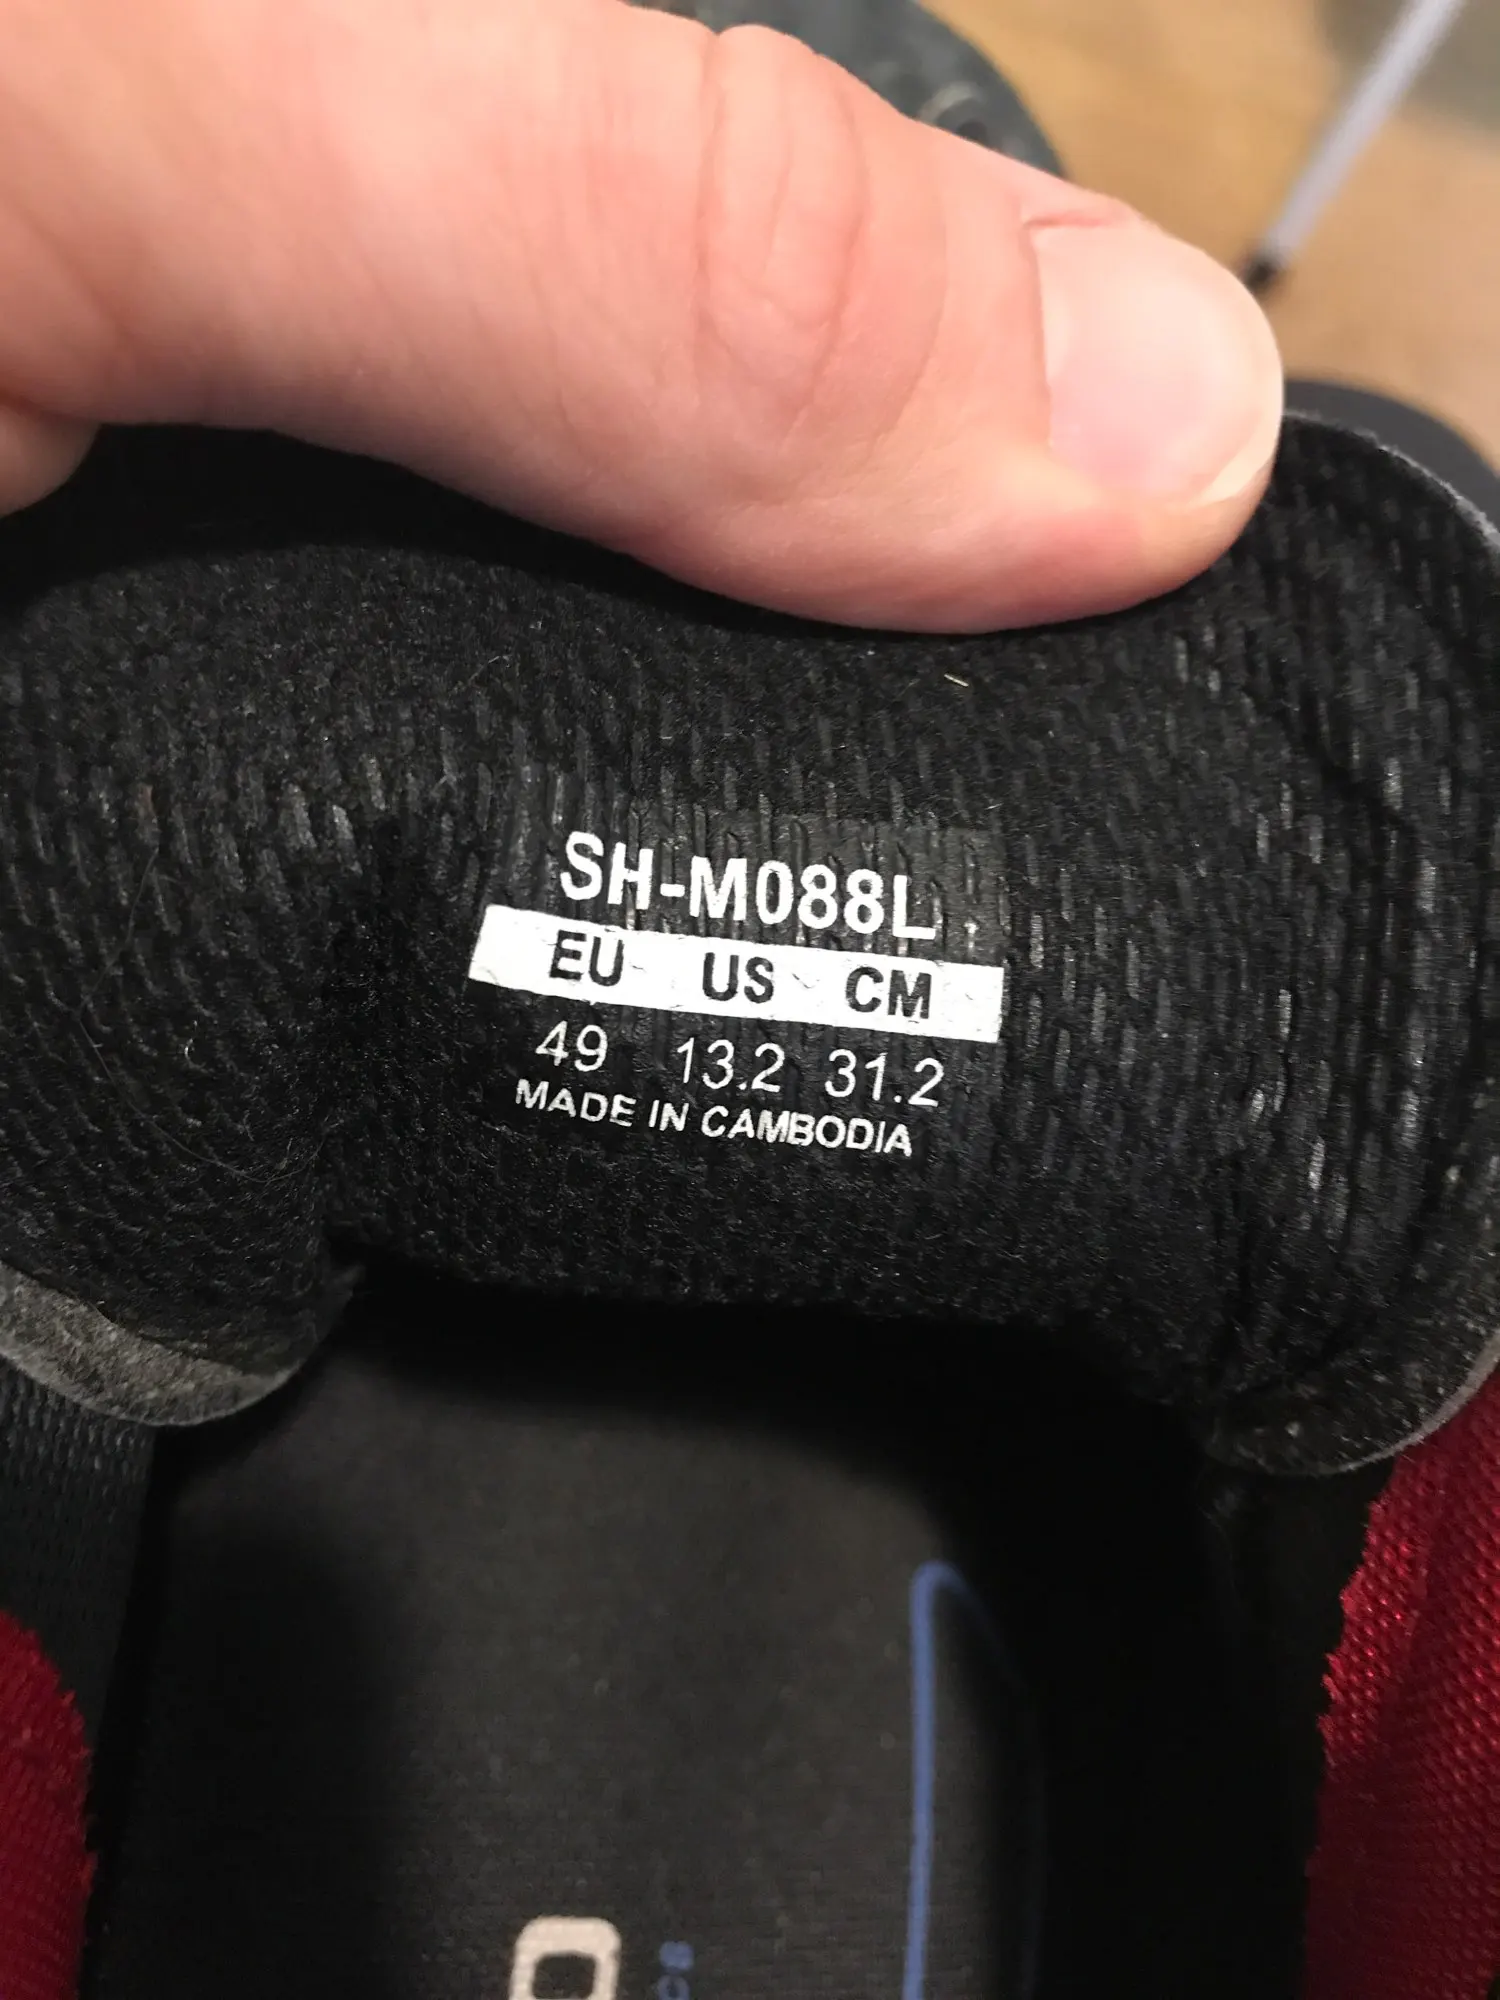 SH-M088L
EU US CM
49 13.2 31.2
MADE IN CAMBODIA